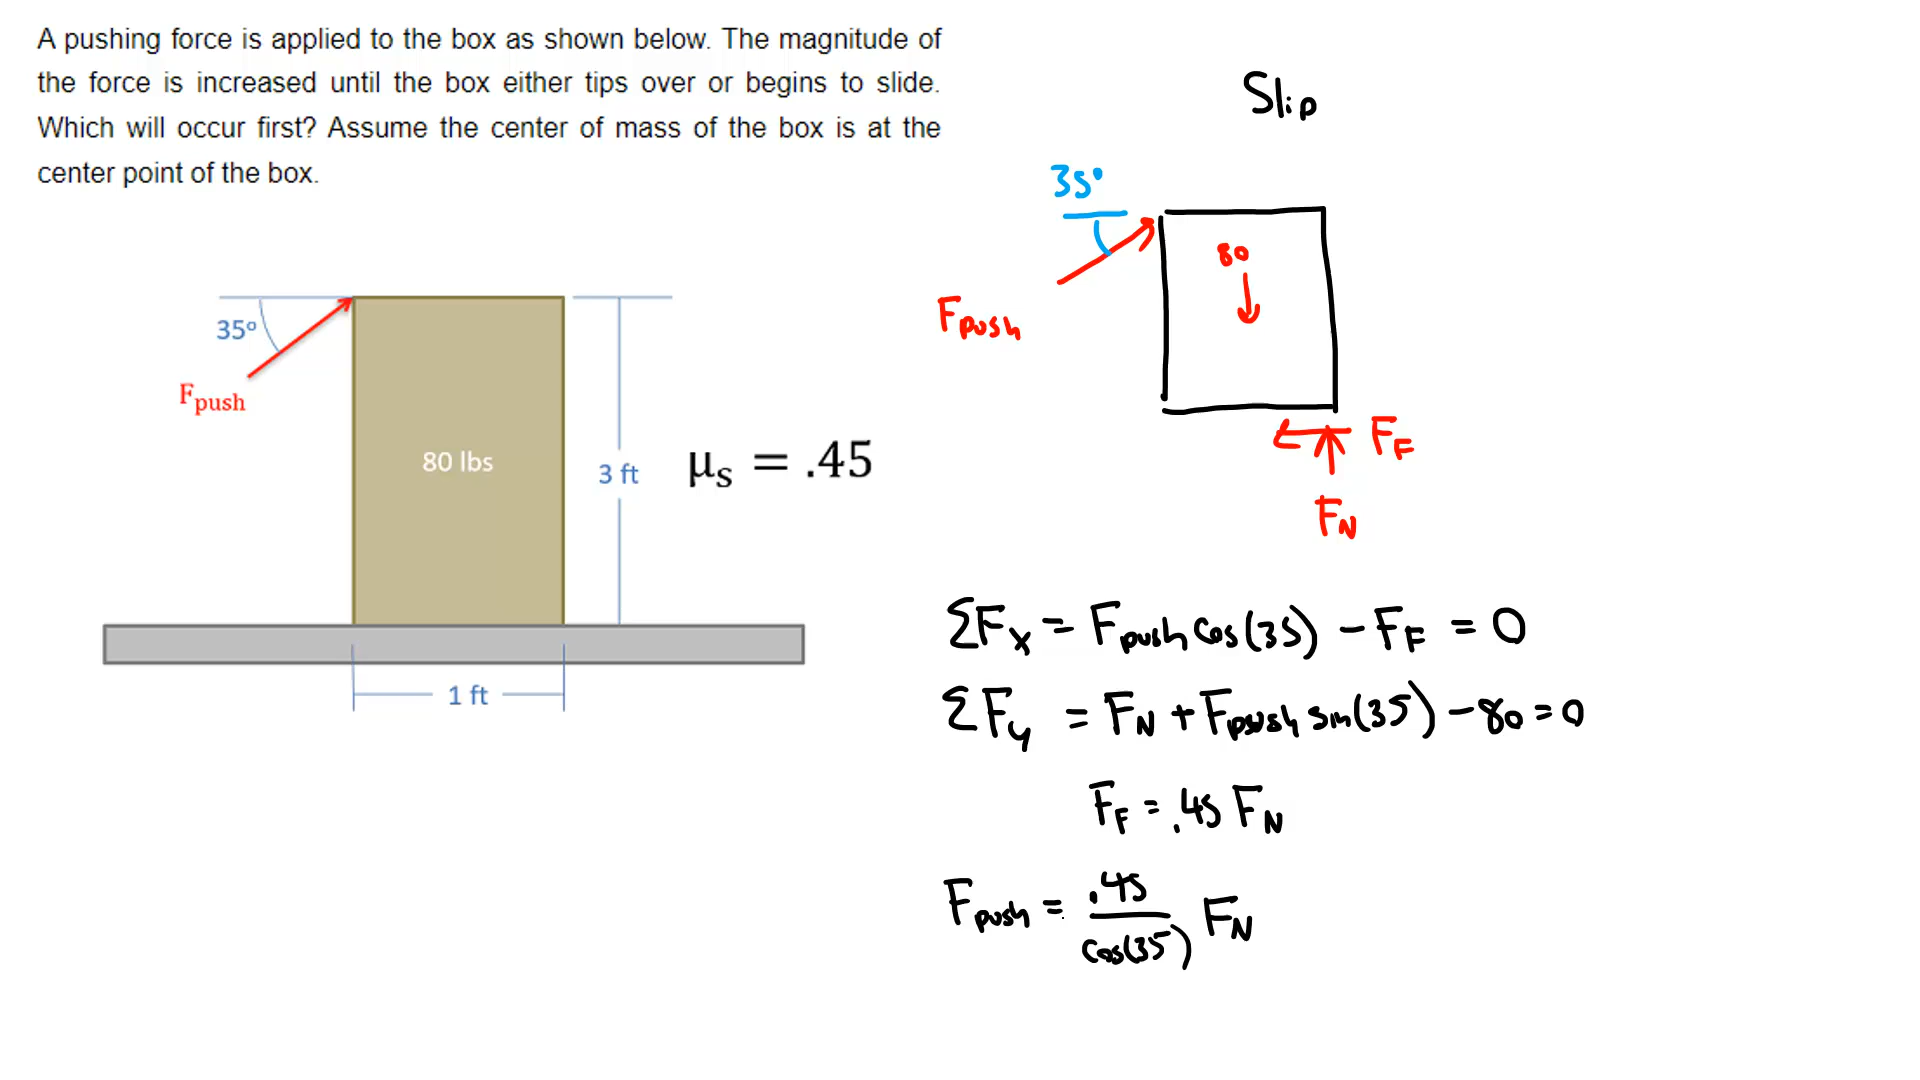 A pushing force is applied to the box as shown below. The magnitude of
the force is increased until the box either tips over or begins to slide.
Which will occur first? Assume the center of mass of the box is at the
center point of the box.
35°
Fpush
80 lbs
3 ft
μs = .45
1 ft
Slip
35°
80
Fpush
FF
FN
ΣFx = Fpush cos(35) - FF = 0
ΣFy = FN + Fpush sin(35) - 80 = 0
FF = .45 FN
Fpush = .45/cos(35) FN